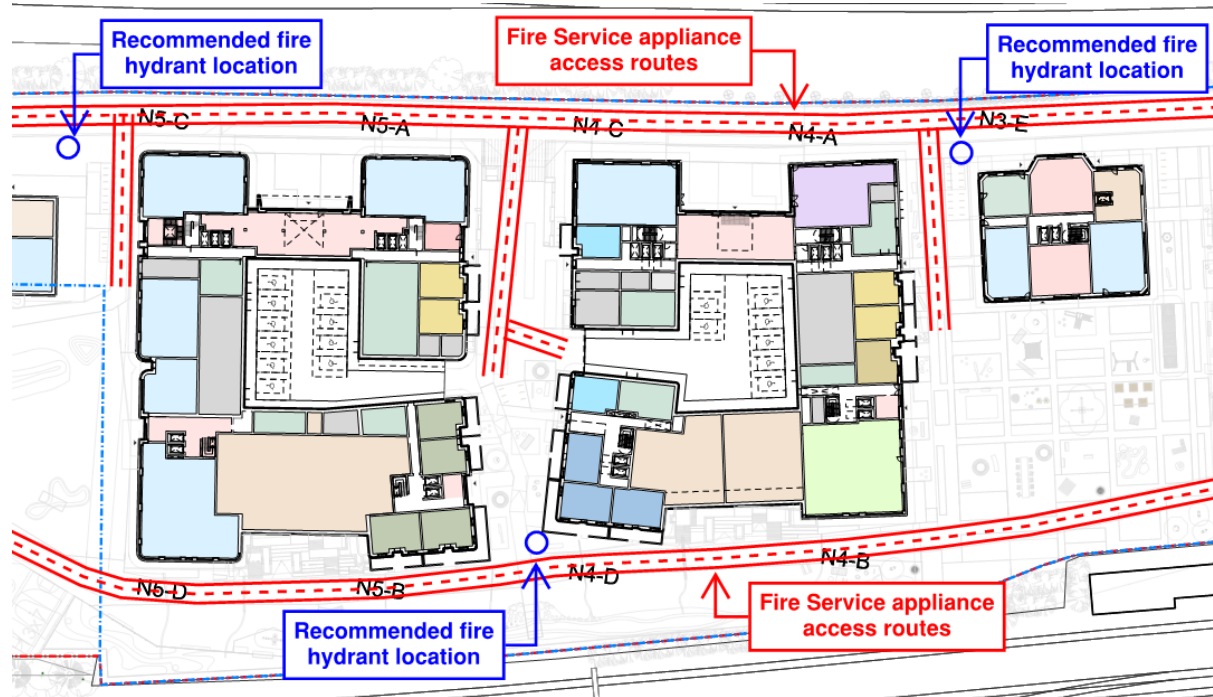 Recommended fire
hydrant location
Fire Service appliance
access routes
Recommended fire
hydrant location
N5-C
N5-A
N4-C
N4-A
N3-E
N5-D
N5-B
N4-D
N4-B
Recommended fire
hydrant location
Fire Service appliance
access routes